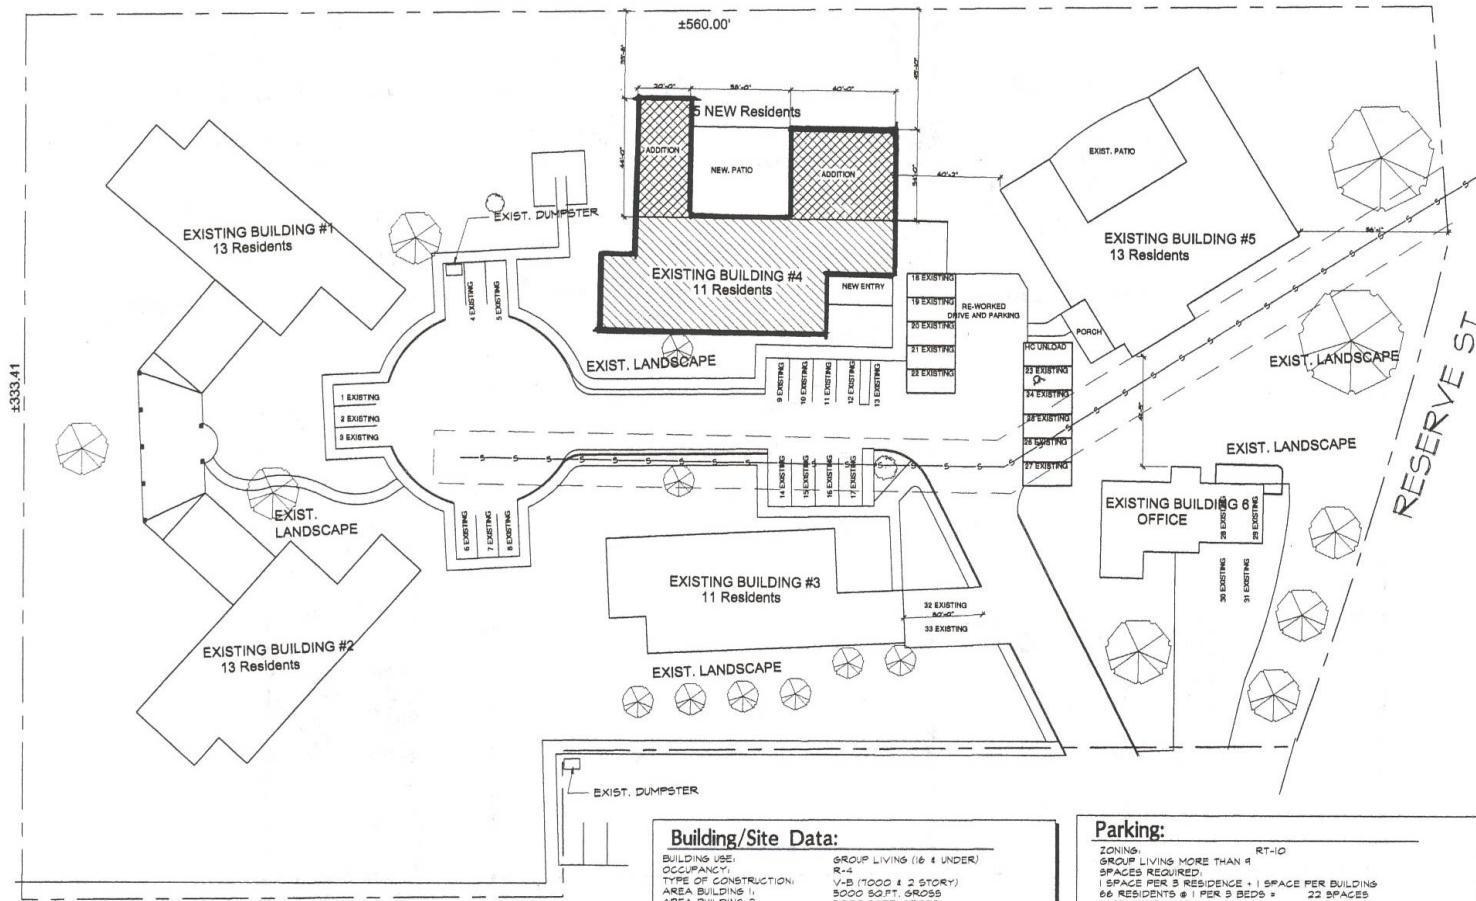 ±560.00'
20'-0"
40'-0"
5 NEW Residents
ADDITION
NEW. PATIO
ADDITION
40'-2"
44'-0"
EXIST. PATIO
EXIST. DUMPSTER
EXISTING BUILDING #1
13 Residents
EXISTING BUILDING #4
11 Residents
NEW ENTRY
EXISTING BUILDING #5
13 Residents
PORCH
RE-WORKED
DRIVE AND PARKING
4 EXISTING
5 EXISTING
18 EXISTING
19 EXISTING
20 EXISTING
21 EXISTING
22 EXISTING
HC UNLOAD
23 EXISTING
24 EXISTING
25 EXISTING
26 EXISTING
27 EXISTING
EXIST. LANDSCAPE
EXIST. LANDSCAPE
RESERVE ST
±333.41
1 EXISTING
2 EXISTING
3 EXISTING
9 EXISTING
10 EXISTING
11 EXISTING
12 EXISTING
13 EXISTING
EXIST. LANDSCAPE
14 EXISTING
15 EXISTING
16 EXISTING
17 EXISTING
EXIST.
LANDSCAPE
6 EXISTING
7 EXISTING
8 EXISTING
EXISTING BUILDING 6
OFFICE
28 EXISTING
29 EXISTING
30 EXISTING
31 EXISTING
EXISTING BUILDING #3
11 Residents
32 EXISTING
33 EXISTING
EXISTING BUILDING #2
13 Residents
EXIST. LANDSCAPE
EXIST. DUMPSTER
Building/Site Data:
BUILDING USE: GROUP LIVING (16 & UNDER)
OCCUPANCY: R-4
TYPE OF CONSTRUCTION: V-B (7000 & 2 STORY)
AREA BUILDING 1: 5000 SQ.FT. GROSS
Parking:
ZONING: RT-10
GROUP LIVING MORE THAN 9
SPACES REQUIRED:
1 SPACE PER 3 RESIDENCE + 1 SPACE PER BUILDING
66 RESIDENTS @ 1 PER 3 BEDS = 22 SPACES